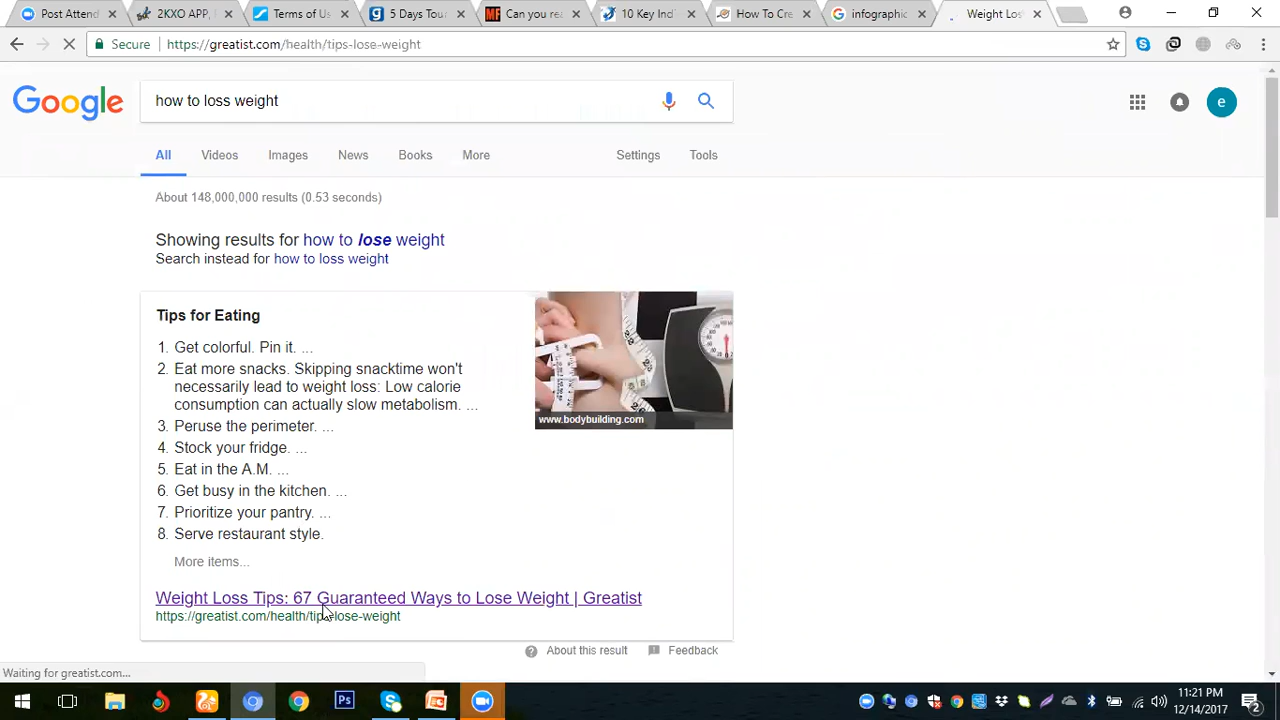 Post Attend
2KXO APP,
Terms of Us
5 Days Tour
Can you rea
10 Key Indi
How To Cre
infographic
Weight Los
Secure
https://greatist.com/health/tips-lose-weight
Google
how to loss weight
e
All Videos Images News Books More Settings Tools
About 148,000,000 results (0.53 seconds)
Showing results for how to lose weight
Search instead for how to loss weight
Tips for Eating
1. Get colorful. Pin it. ...
2. Eat more snacks. Skipping snacktime won't
necessarily lead to weight loss: Low calorie
consumption can actually slow metabolism. ...
3. Peruse the perimeter. ...
4. Stock your fridge. ...
5. Eat in the A.M. ...
6. Get busy in the kitchen. ...
7. Prioritize your pantry. ...
8. Serve restaurant style.
More items...
www.bodybuilding.com
Weight Loss Tips: 67 Guaranteed Ways to Lose Weight | Greatist
https://greatist.com/health/tips-lose-weight
About this result Feedback
Waiting for greatist.com...
Ps
11:21 PM
12/14/2017
2